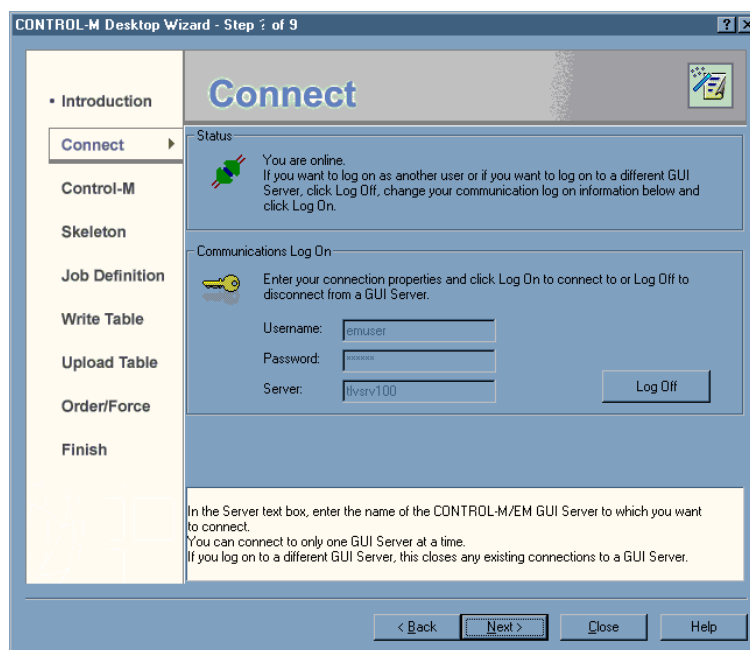 CONTROL-M Desktop Wizard - Step ? of 9
Connect
• Introduction
Connect
Control-M
Skeleton
Job Definition
Write Table
Upload Table
Order/Force
Finish
Status
You are online.
If you want to log on as another user or if you want to log on to a different GUI
Server, click Log Off, change your communication log on information below and
click Log On.
Communications Log On
Enter your connection properties and click Log On to connect to or Log Off to
disconnect from a GUI Server.
Username: emuser
Password: ******
Server: tlvsrv100
Log Off
In the Server text box, enter the name of the CONTROL-M/EM GUI Server to which you want
to connect.
You can connect to only one GUI Server at a time.
If you log on to a different GUI Server, this closes any existing connections to a GUI Server.
< Back Next > Close Help